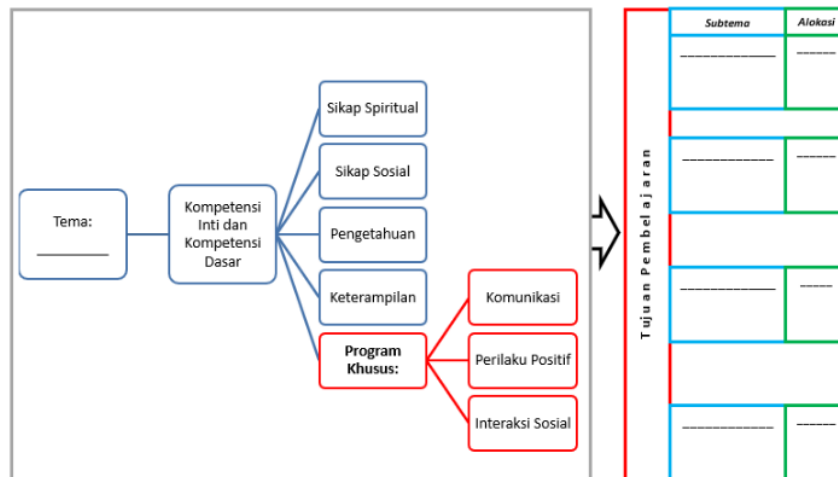 Tema:
Kompetensi
Inti dan
Kompetensi
Dasar
Sikap Spiritual
Sikap Sosial
Pengetahuan
Keterampilan
Program
Khusus:
Komunikasi
Perilaku Positif
Interaksi Sosial
Tujuan Pembelajaran
Subtema
Alokasi